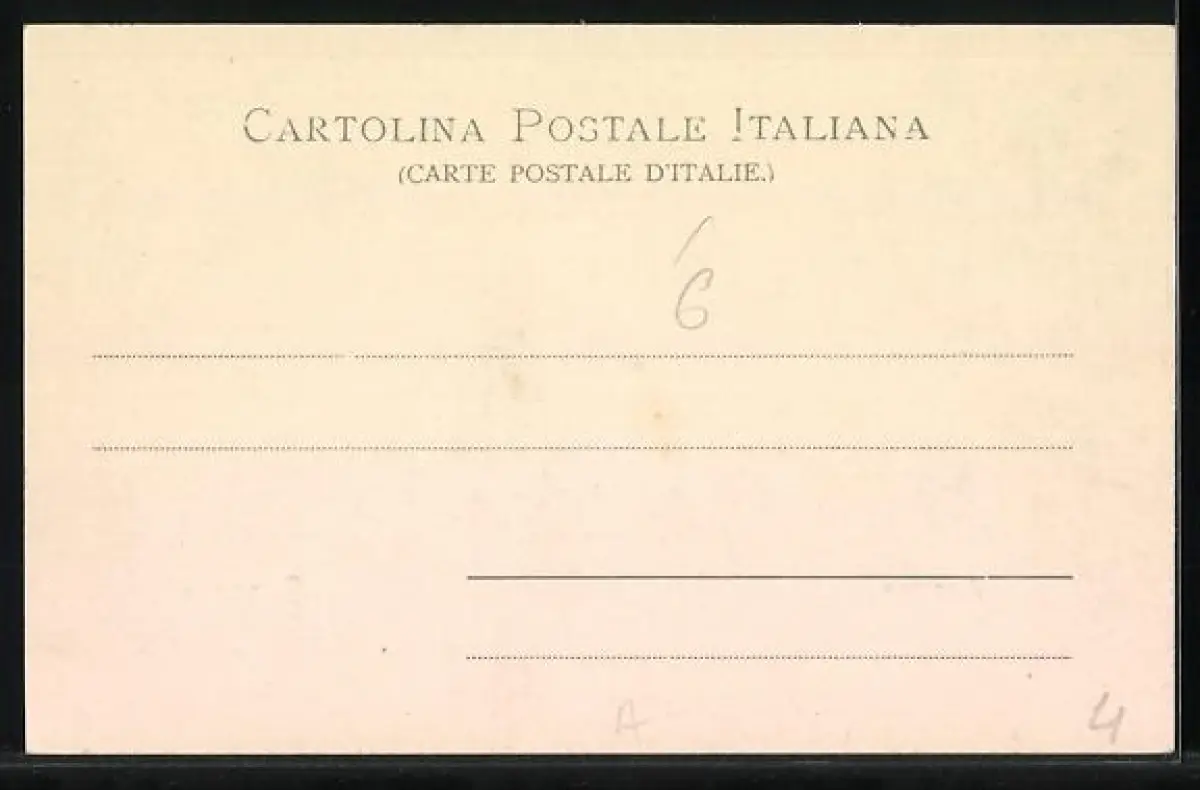 CARTOLINA POSTALE ITALIANA
(CARTE POSTALE D'ITALIE.)
6
A
4